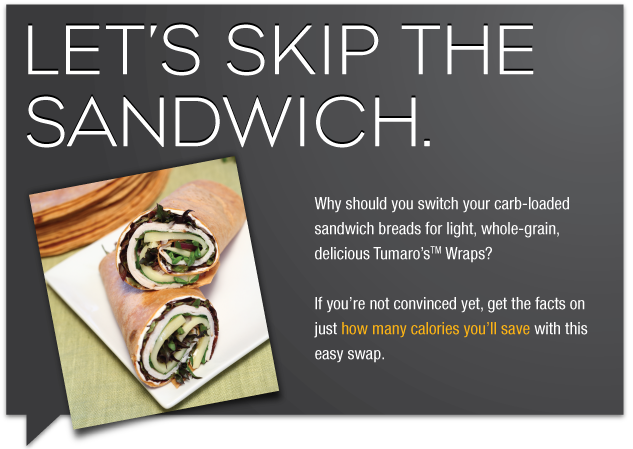 LET'S SKIP THE
SANDWICH.
Why should you switch your carb-loaded
sandwich breads for light, whole-grain,
delicious Tumaro's™ Wraps?
If you're not convinced yet, get the facts on
just how many calories you'll save with this
easy swap.